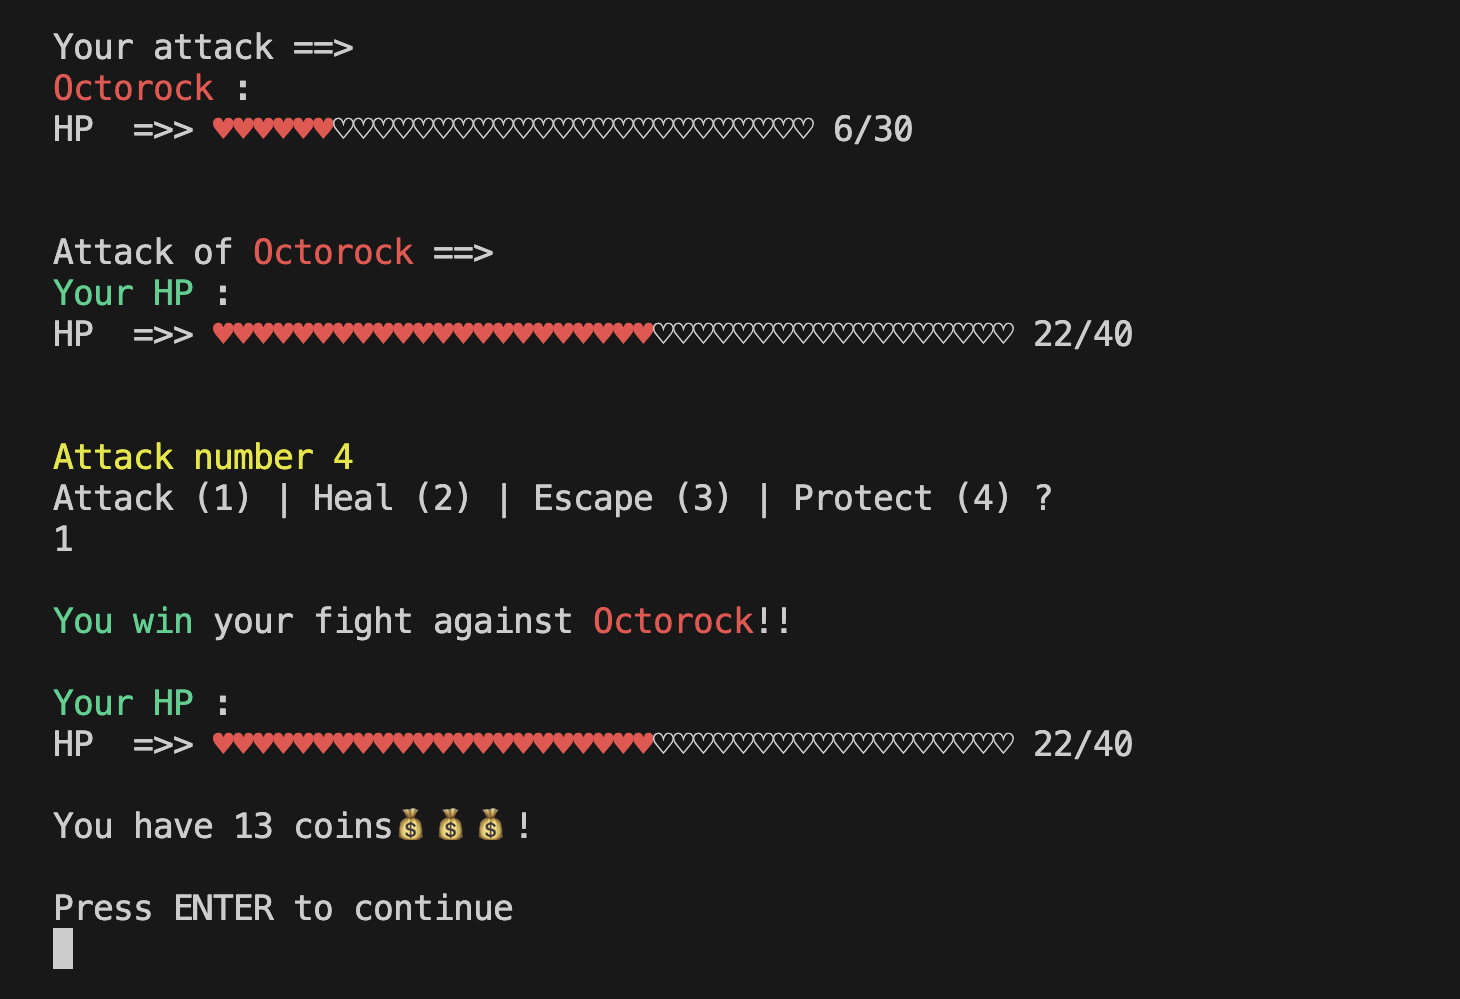 Your attack ==>
Octorock :
HP  =>> ♥♥♥♥♥♥♡♡♡♡♡♡♡♡♡♡♡♡♡♡♡♡♡♡♡♡♡♡♡♡ 6/30
Attack of Octorock ==>
Your HP :
HP  =>> ♥♥♥♥♥♥♥♥♥♥♥♥♥♥♥♥♥♥♥♥♥♥♡♡♡♡♡♡♡♡♡♡♡♡♡♡♡♡♡♡ 22/40
Attack number 4
Attack (1) | Heal (2) | Escape (3) | Protect (4) ?
1
You win your fight against Octorock!!
Your HP :
HP  =>> ♥♥♥♥♥♥♥♥♥♥♥♥♥♥♥♥♥♥♥♥♥♥♡♡♡♡♡♡♡♡♡♡♡♡♡♡♡♡♡♡ 22/40
You have 13 coins💰💰💰!
Press ENTER to continue